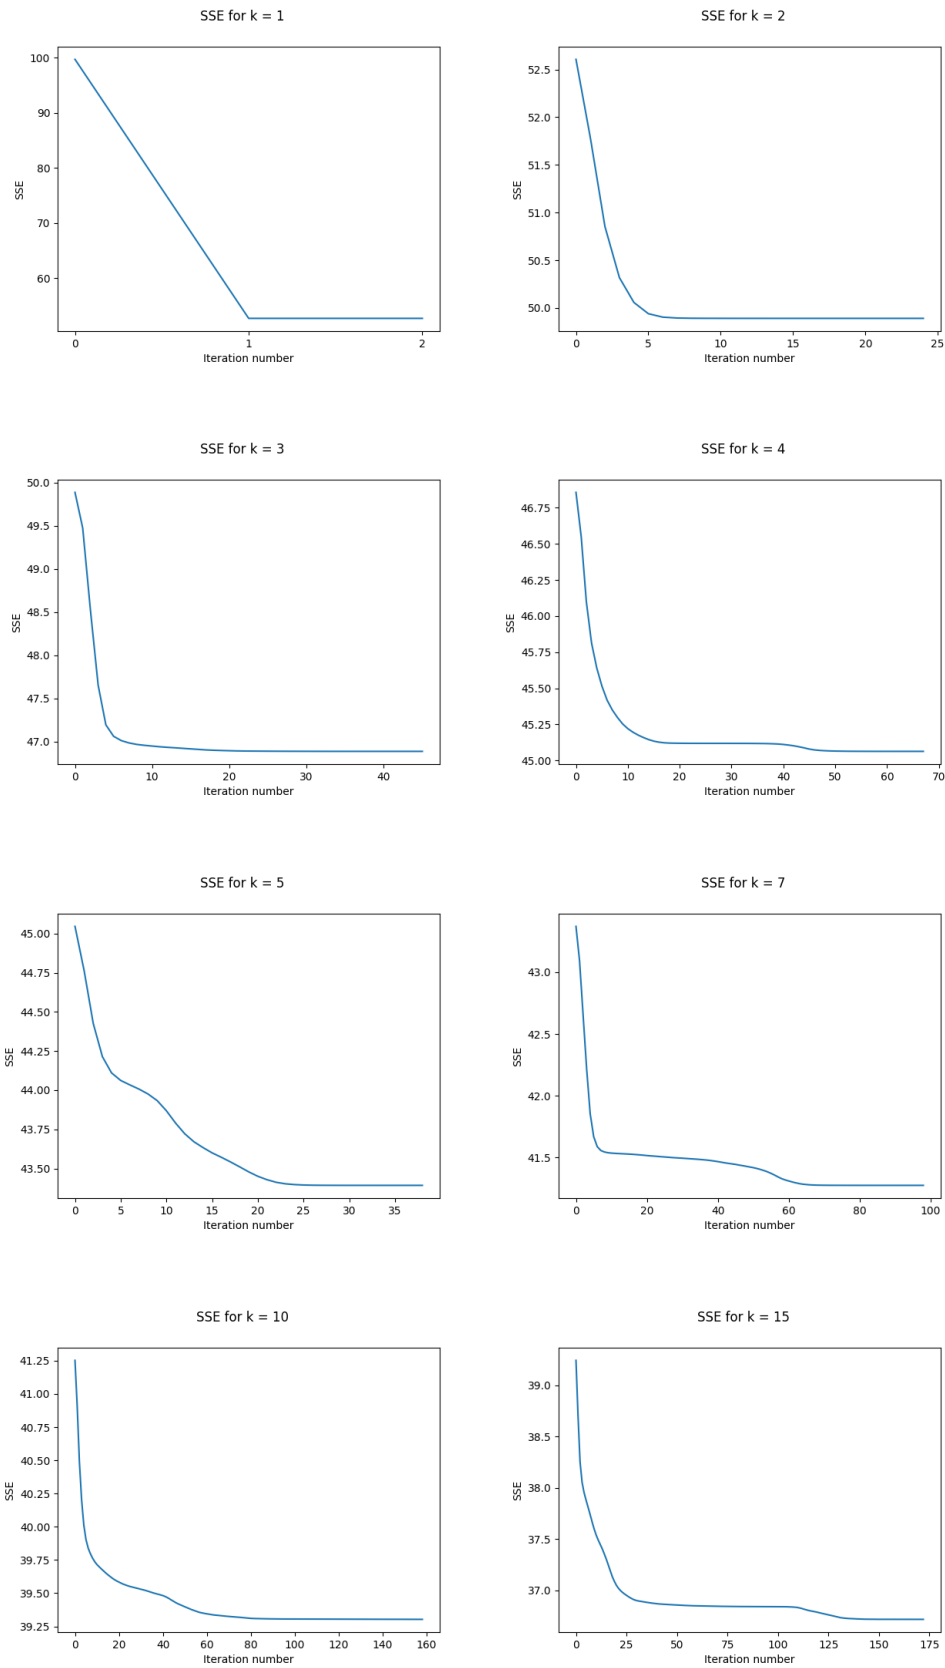 SSE for k = 1
100
90
80
70
60
SSE
0 1 2
Iteration number
SSE for k = 2
52.5
52.0
51.5
51.0
50.5
50.0
SSE
0 5 10 15 20 25
Iteration number
SSE for k = 3
50.0
49.5
49.0
48.5
48.0
47.5
47.0
SSE
0 10 20 30 40
Iteration number
SSE for k = 4
46.75
46.50
46.25
46.00
45.75
45.50
45.25
45.00
SSE
0 10 20 30 40 50 60 70
Iteration number
SSE for k = 5
45.00
44.75
44.50
44.25
44.00
43.75
43.50
SSE
0 5 10 15 20 25 30 35
Iteration number
SSE for k = 7
43.0
42.5
42.0
41.5
SSE
0 20 40 60 80 100
Iteration number
SSE for k = 10
41.25
41.00
40.75
40.50
40.25
40.00
39.75
39.50
39.25
SSE
0 20 40 60 80 100 120 140 160
Iteration number
SSE for k = 15
39.0
38.5
38.0
37.5
37.0
SSE
0 25 50 75 100 125 150 175
Iteration number